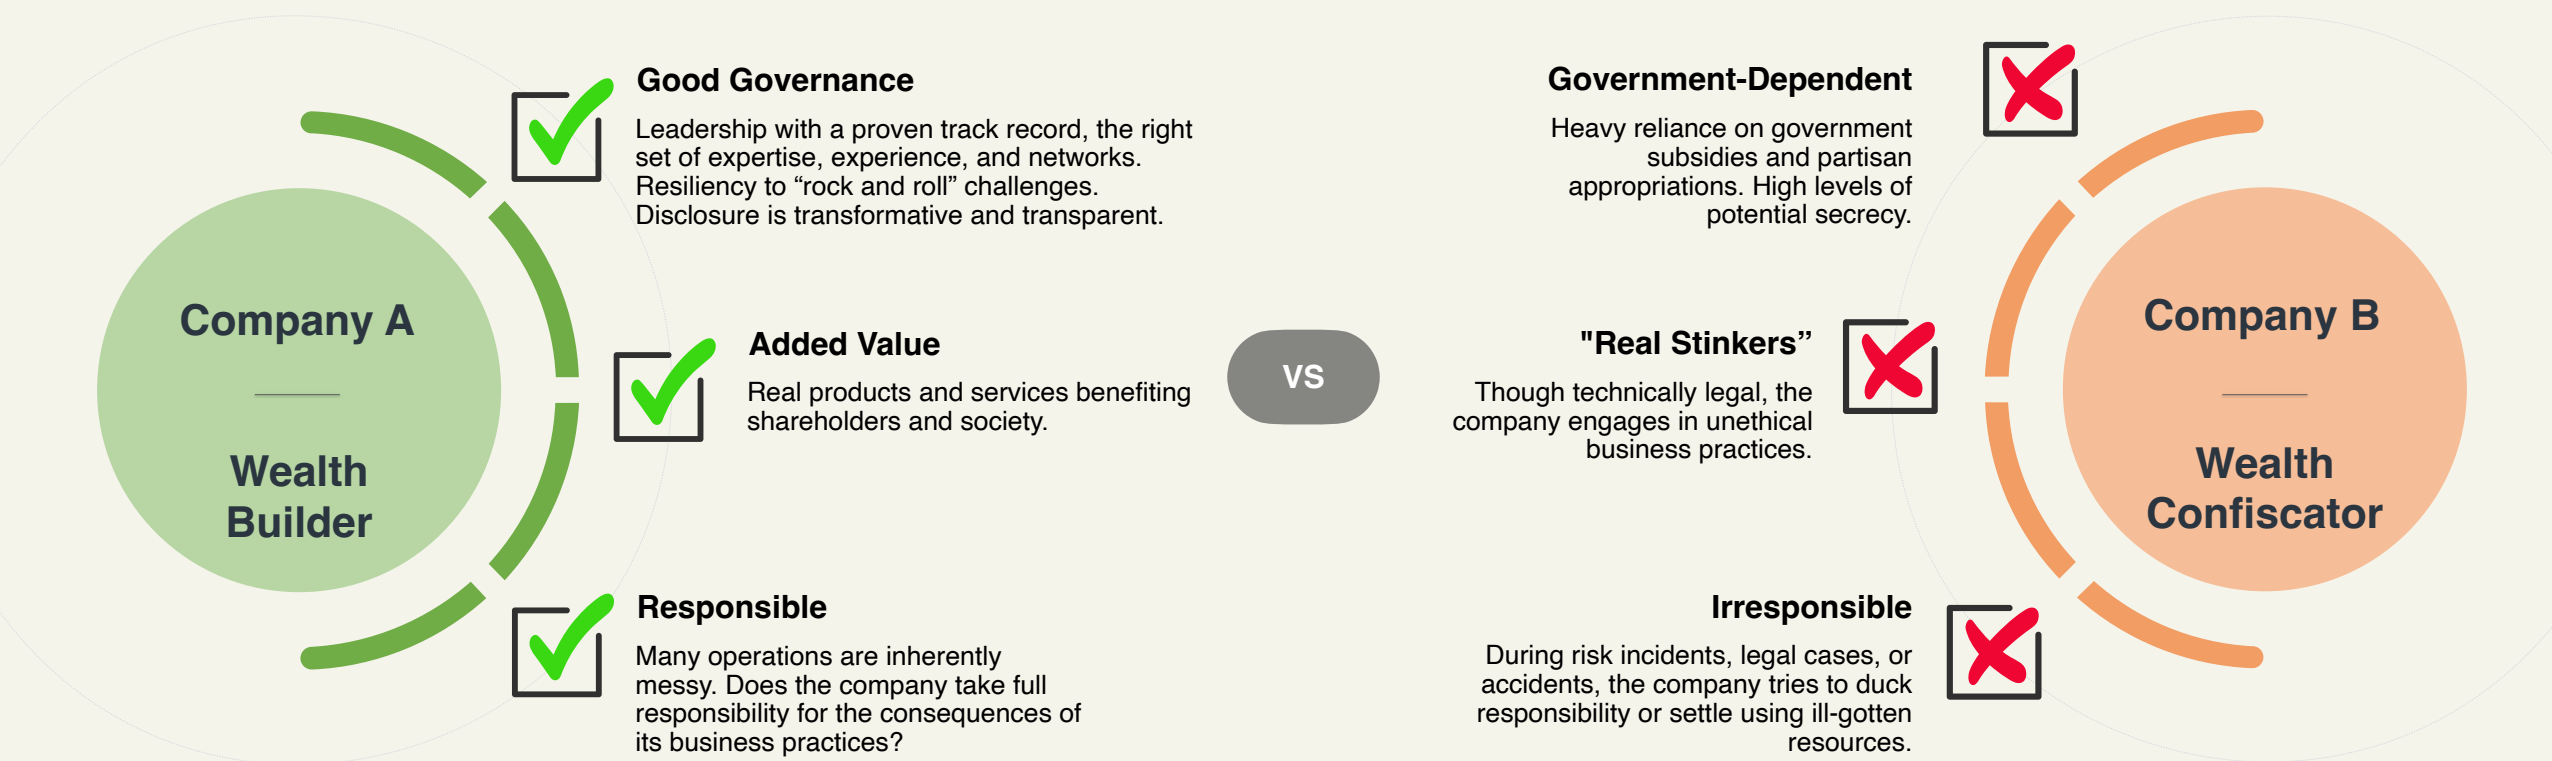 Company A
Wealth
Builder
Good Governance
Leadership with a proven track record, the right
set of expertise, experience, and networks.
Resiliency to “rock and roll” challenges.
Disclosure is transformative and transparent.
Added Value
Real products and services benefiting
shareholders and society.
Responsible
Many operations are inherently
messy. Does the company take full
responsibility for the consequences of
its business practices?
VS
Government-Dependent
Heavy reliance on government
subsidies and partisan
appropriations. High levels of
potential secrecy.
"Real Stinkers”
Though technically legal, the
company engages in unethical
business practices.
Irresponsible
During risk incidents, legal cases, or
accidents, the company tries to duck
responsibility or settle using ill-gotten
resources.
Company B
Wealth
Confiscator